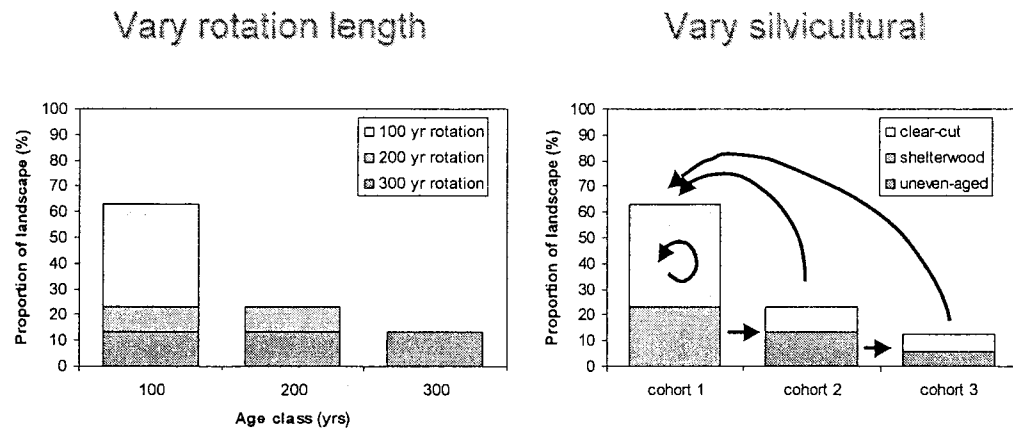 Vary rotation length
Proportion of landscape (%)
100
90
80
70
60
50
40
30
20
10
0
100 yr rotation
200 yr rotation
300 yr rotation
100
200
300
Age class (yrs)
Vary silvicultural
Proportion of landscape (%)
100
90
80
70
60
50
40
30
20
10
0
clear-cut
shelterwood
uneven-aged
cohort 1
cohort 2
cohort 3